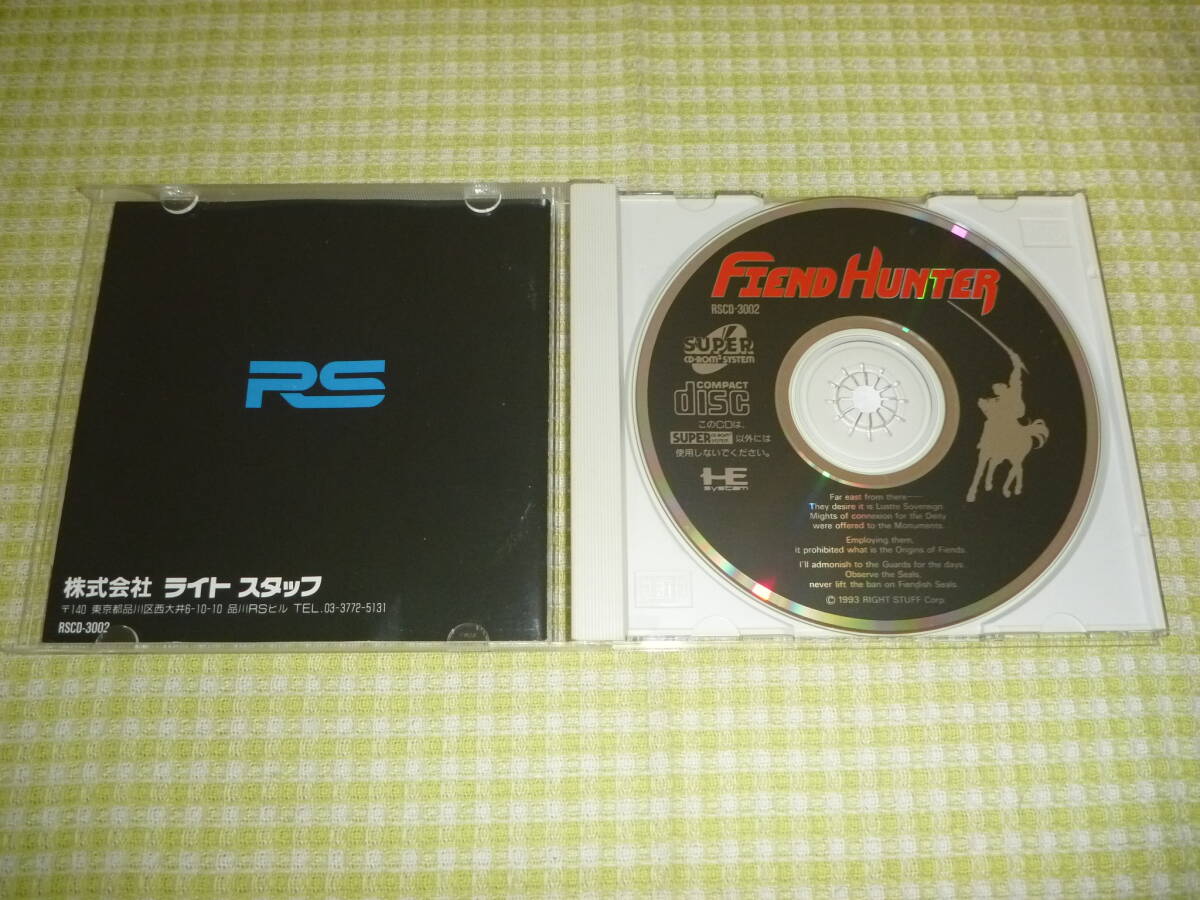 RS
株式会社 ライト スタッフ
〒140 東京都品川区西大井6-10-10 品川RSビル TEL.03-3772-5131
RSCD-3002
FIEND HUNTER
RSCD-3002
SUPER
CD-ROM² SYSTEM
COMPACT
disc
このCDは、
SUPER CD-ROM² SYSTEM 以外には
使用しないでください。
HE
system
Far east from there——
They desire it is Lustre Sovereign.
Mights of connexion for the Deity
were offered to the Monuments.
Employing them,
it prohibited what is the Origins of Fiends.
I'll admonish to the Guards for the days.
Observe the Seals,
never lift the ban on Fiendish Seals.
© 1993 RIGHT STUFF Corp.